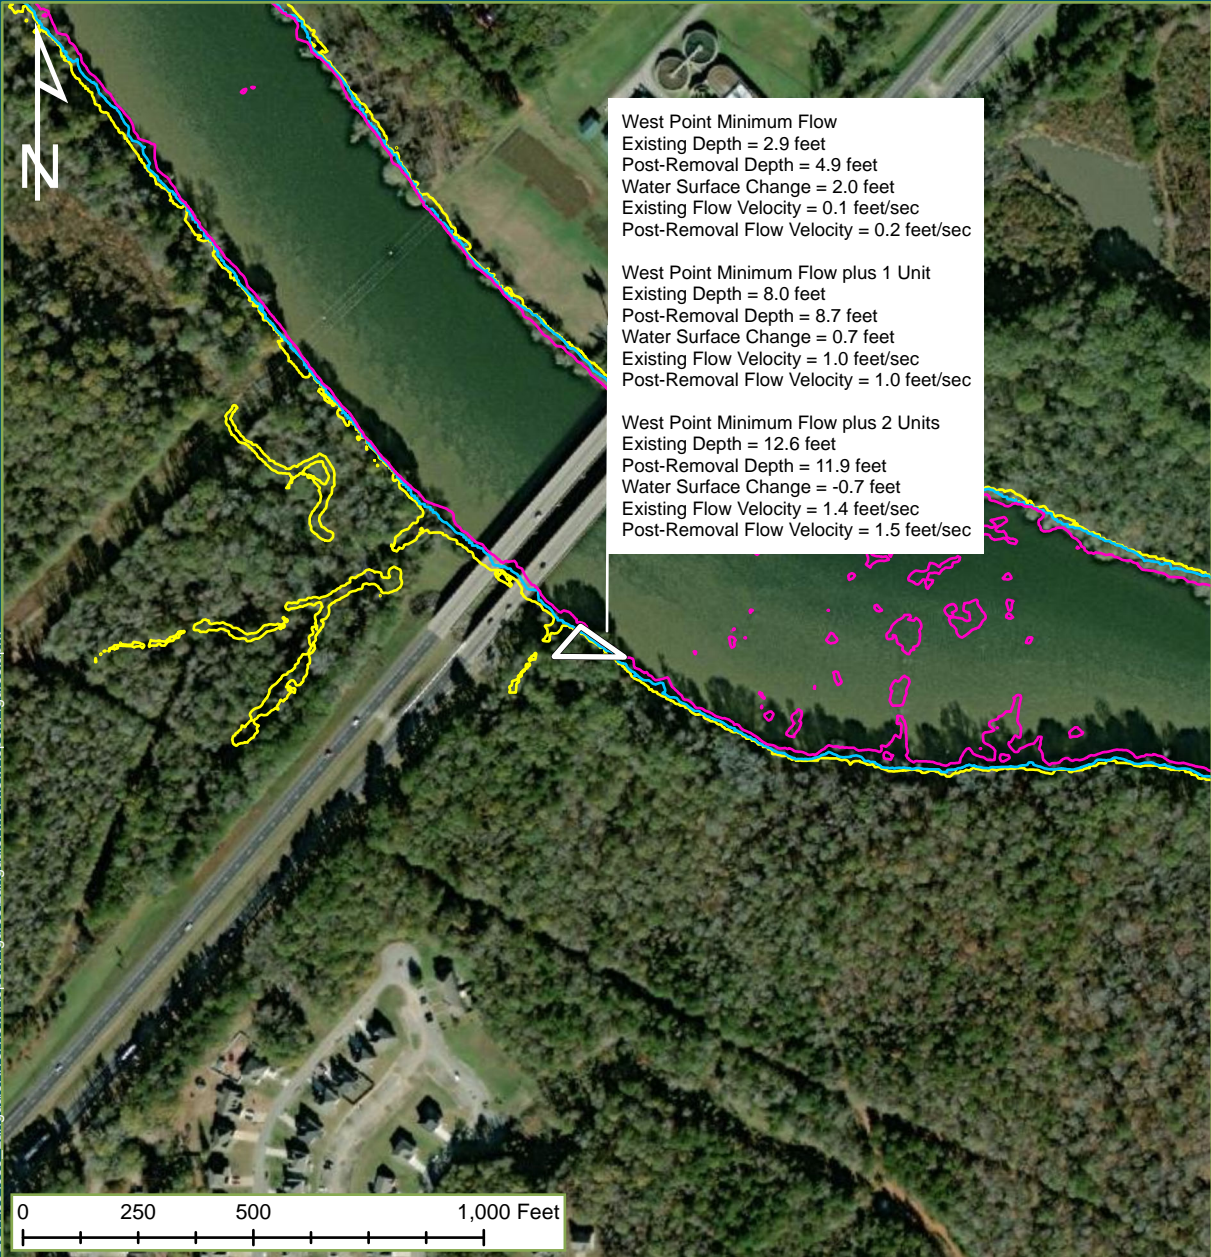 N
West Point Minimum Flow
Existing Depth = 2.9 feet
Post-Removal Depth = 4.9 feet
Water Surface Change = 2.0 feet
Existing Flow Velocity = 0.1 feet/sec
Post-Removal Flow Velocity = 0.2 feet/sec
West Point Minimum Flow plus 1 Unit
Existing Depth = 8.0 feet
Post-Removal Depth = 8.7 feet
Water Surface Change = 0.7 feet
Existing Flow Velocity = 1.0 feet/sec
Post-Removal Flow Velocity = 1.0 feet/sec
West Point Minimum Flow plus 2 Units
Existing Depth = 12.6 feet
Post-Removal Depth = 11.9 feet
Water Surface Change = -0.7 feet
Existing Flow Velocity = 1.4 feet/sec
Post-Removal Flow Velocity = 1.5 feet/sec
0 250 500 1,000 Feet